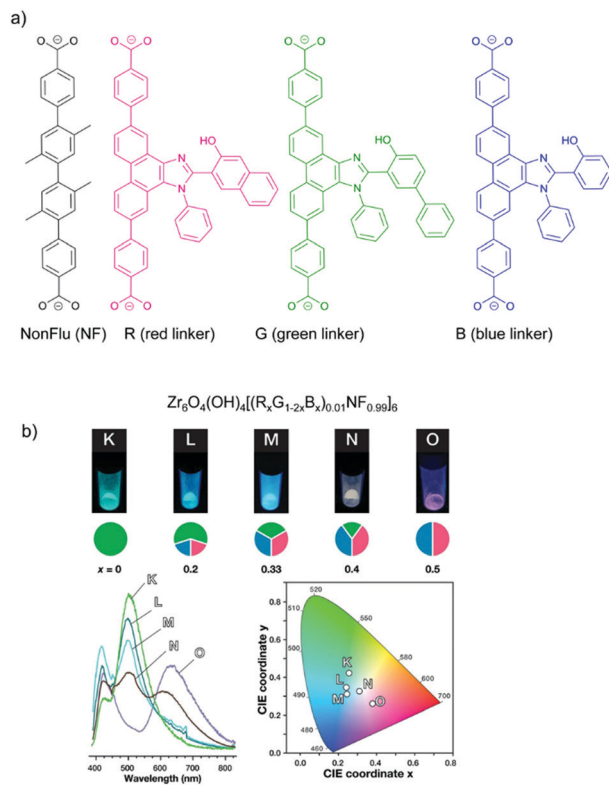 a)
O ⊖ O O ⊖ O O ⊖ O O ⊖ O
HO N N
HO N N
OH N N
O ⊖ O O ⊖ O O ⊖ O O ⊖ O
NonFlu (NF) R (red linker) G (green linker) B (blue linker)
Zr₆O₄(OH)₄[(RₓG₁₋₂ₓBₓ)₀.₀₁NF₀.₉₉]₆
b)
K L M N O
x = 0 0.2 0.33 0.4 0.5
K
L
M
N
O
400 500 600 700 800
Wavelength (nm)
CIE coordinate y
0.8
0.6
0.4
0.2
0.0
520
510
500
490
480
460
550
580
600
700
K
L
M
N
O
0.0 0.2 0.4 0.6 0.8
CIE coordinate x